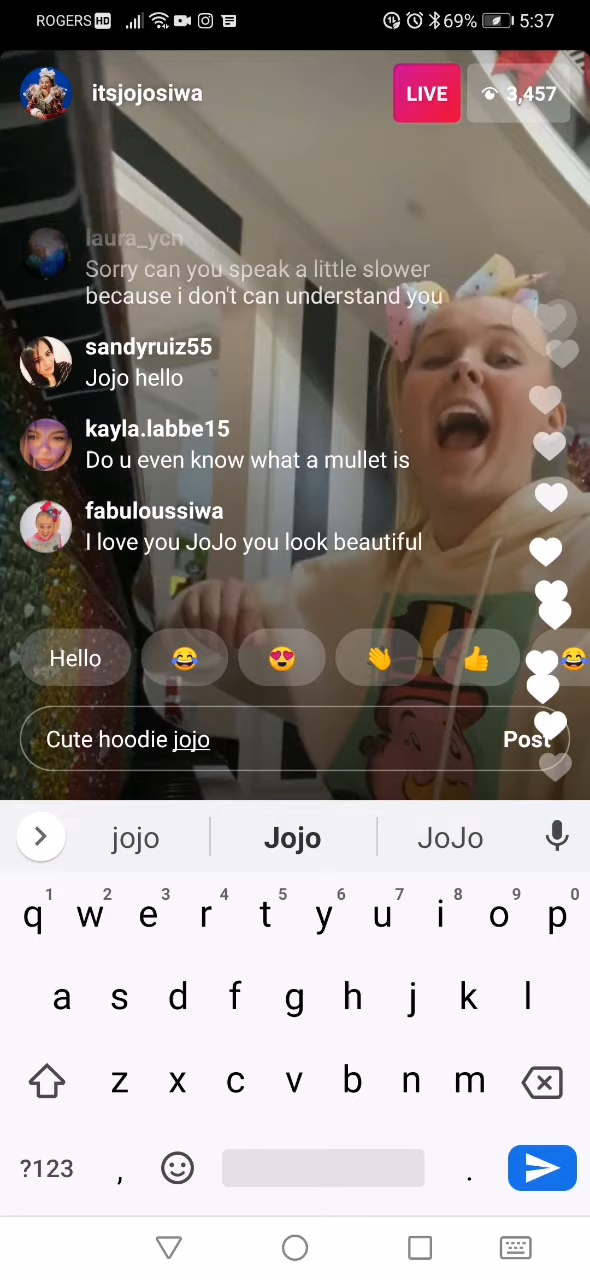 ROGERS HD 69% 5:37
itsjojosiwa LIVE 3,457
laura_ycn
Sorry can you speak a little slower
because i don't can understand you
sandyruiz55
Jojo hello
kayla.labbe15
Do u even know what a mullet is
fabuloussiwa
I love you JoJo you look beautiful
Hello
Cute hoodie jojo Post
jojo Jojo JoJo
1 2 3 4 5 6 7 8 9 0
q w e r t y u i o p
a s d f g h j k l
z x c v b n m
?123 , .